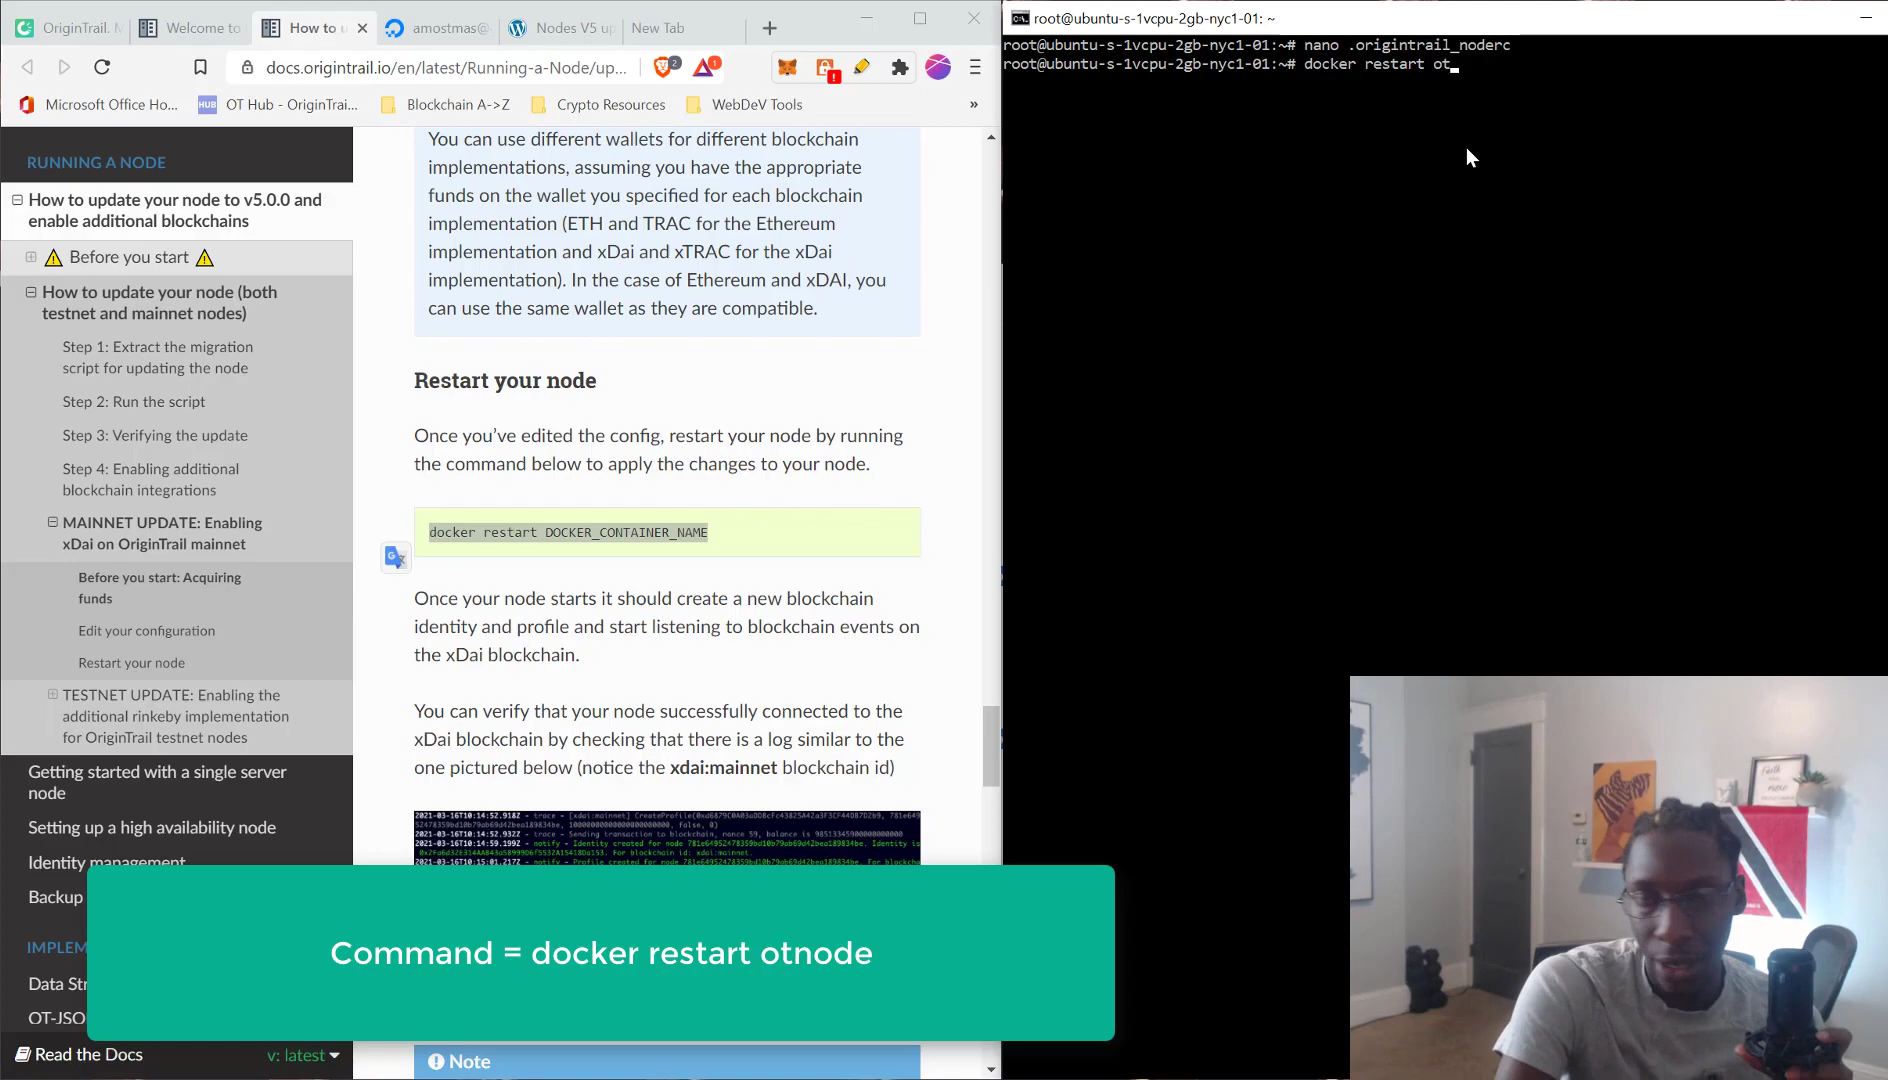 OriginTrail. M
Welcome to
How to u
amostmas@
Nodes V5 up
New Tab
docs.origintrail.io/en/latest/Running-a-Node/up...
2
1
Microsoft Office Ho...
HUB
OT Hub - OriginTrai...
Blockchain A->Z
Crypto Resources
WebDeV Tools
»
RUNNING A NODE
How to update your node to v5.0.0 and
enable additional blockchains
Before you start
How to update your node (both
testnet and mainnet nodes)
Step 1: Extract the migration
script for updating the node
Step 2: Run the script
Step 3: Verifying the update
Step 4: Enabling additional
blockchain integrations
MAINNET UPDATE: Enabling
xDai on OriginTrail mainnet
Before you start: Acquiring
funds
Edit your configuration
Restart your node
TESTNET UPDATE: Enabling the
additional rinkeby implementation
for OriginTrail testnet nodes
Getting started with a single server
node
Setting up a high availability node
Identity management
Backup
IMPLEM
Data Str
OT-JSO
Read the Docs
v: latest
You can use different wallets for different blockchain
implementations, assuming you have the appropriate
funds on the wallet you specified for each blockchain
implementation (ETH and TRAC for the Ethereum
implementation and xDai and xTRAC for the xDai
implementation). In the case of Ethereum and xDAI, you
can use the same wallet as they are compatible.
Restart your node
Once you've edited the config, restart your node by running
the command below to apply the changes to your node.
docker restart DOCKER_CONTAINER_NAME
Once your node starts it should create a new blockchain
identity and profile and start listening to blockchain events on
the xDai blockchain.
You can verify that your node successfully connected to the
xDai blockchain by checking that there is a log similar to the
one pictured below (notice the xdai:mainnet blockchain id)
Note
Command = docker restart otnode
root@ubuntu-s-1vcpu-2gb-nyc1-01: ~
root@ubuntu-s-1vcpu-2gb-nyc1-01:~# nano .origintrail_noderc
root@ubuntu-s-1vcpu-2gb-nyc1-01:~# docker restart ot_